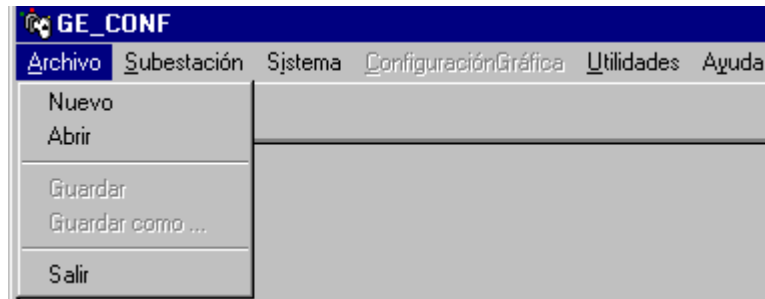 GE_CONF
Archivo Subestación Sistema ConfiguraciónGráfica Utilidades Ayuda
Nuevo
Abrir
Guardar
Guardar como ...
Salir